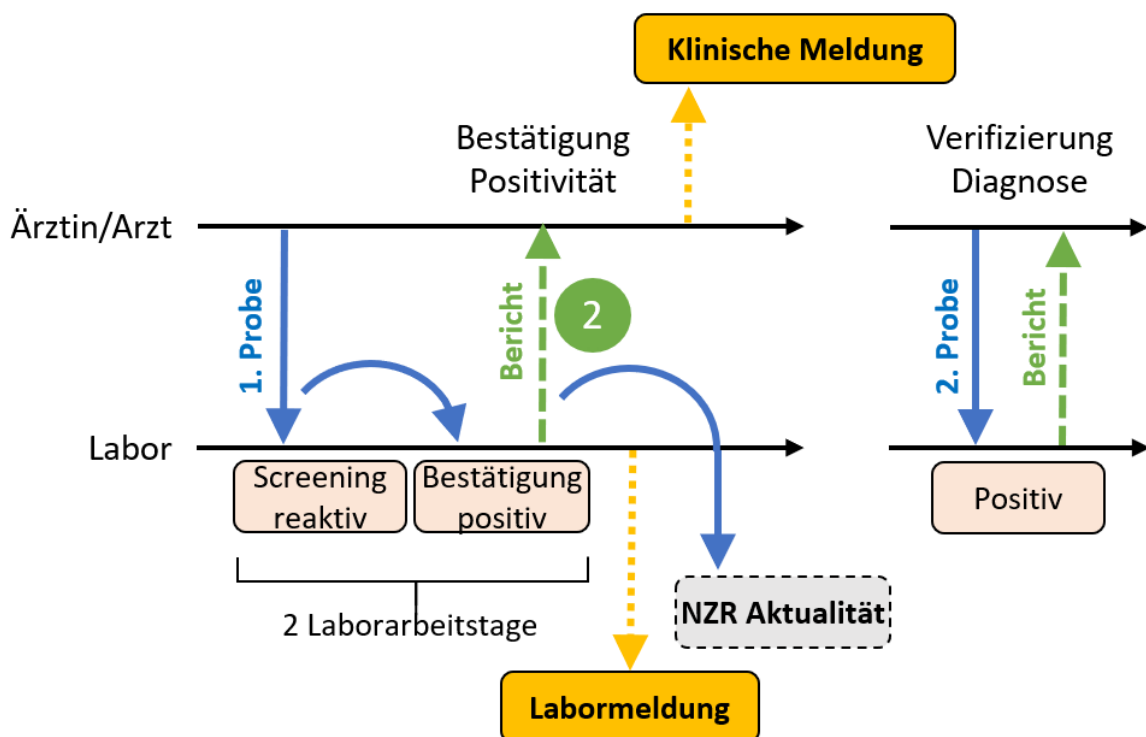 Klinische Meldung
Bestätigung
Positivität
Verifizierung
Diagnose
Ärztin/Arzt
1. Probe
Bericht
2
2. Probe
Bericht
Labor
Screening
reaktiv
Bestätigung
positiv
Positiv
2 Laborarbeitstage
NZR Aktualität
Labormeldung